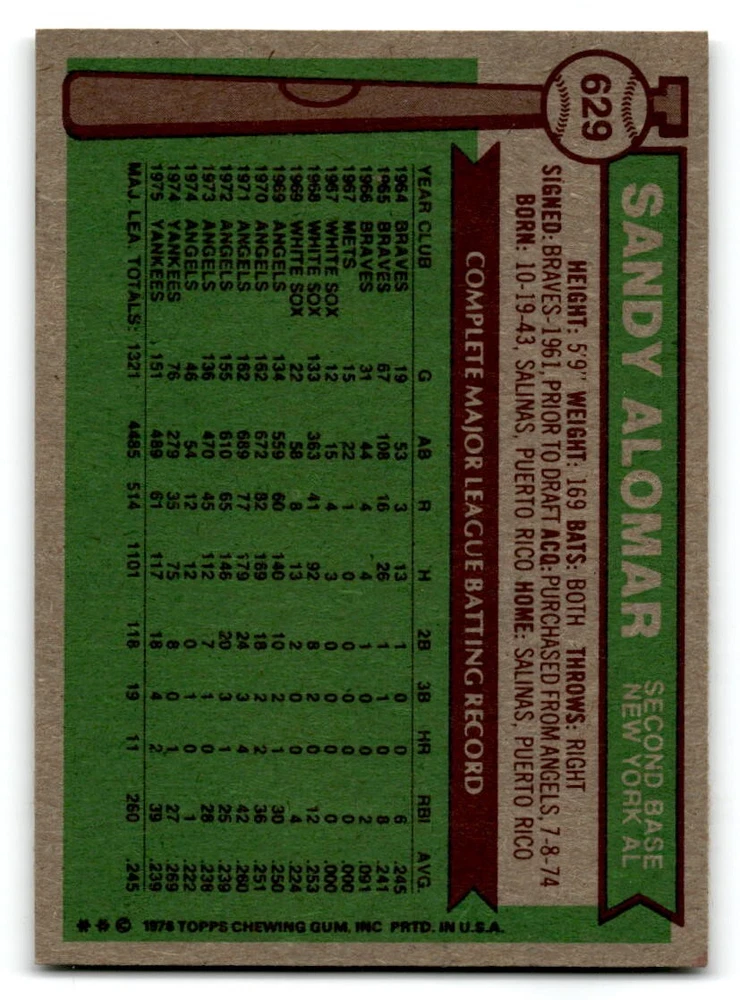 629
SANDY ALOMAR
SECOND BASE
NEW YORK AL
HEIGHT: 5'9" WEIGHT: 169 BATS: BOTH THROWS: RIGHT
SIGNED: BRAVES-1961, PRIOR TO DRAFT ACQ: PURCHASED FROM ANGELS, 7-8-74
BORN: 10-19-43, SALINAS, PUERTO RICO HOME: SALINAS, PUERTO RICO
COMPLETE MAJOR LEAGUE BATTING RECORD
YEAR CLUB G AB R H 2B 3B HR RBI AVG.
1964 BRAVES 19 53 3 13 1 0 0 6 .245
1965 BRAVES 67 108 16 26 1 1 0 8 .241
1966 BRAVES 31 44 4 4 1 0 0 2 .091
1967 METS 15 22 1 0 0 0 0 0 .000
1967 WHITE SOX 12 15 4 3 0 0 0 0 .000
1968 WHITE SOX 133 363 41 92 8 2 0 12 .253
1969 WHITE SOX 22 58 8 13 2 0 0 4 .224
1969 ANGELS 134 559 60 140 10 2 1 30 .250
1970 ANGELS 162 672 82 169 18 2 2 36 .251
1971 ANGELS 162 689 77 179 24 3 4 42 .260
1972 ANGELS 155 610 65 146 20 3 1 25 .239
1973 ANGELS 136 470 45 112 7 1 0 28 .238
1974 ANGELS 46 54 12 12 0 1 0 1 .222
1974 YANKEES 76 279 35 75 8 0 1 27 .269
1975 YANKEES 151 489 61 117 18 4 2 39 .239
MAJ. LEA. TOTALS: 1321 4485 514 1101 118 19 11 260 .245
** © 1976 TOPPS CHEWING GUM, INC PRTD. IN U.S.A.